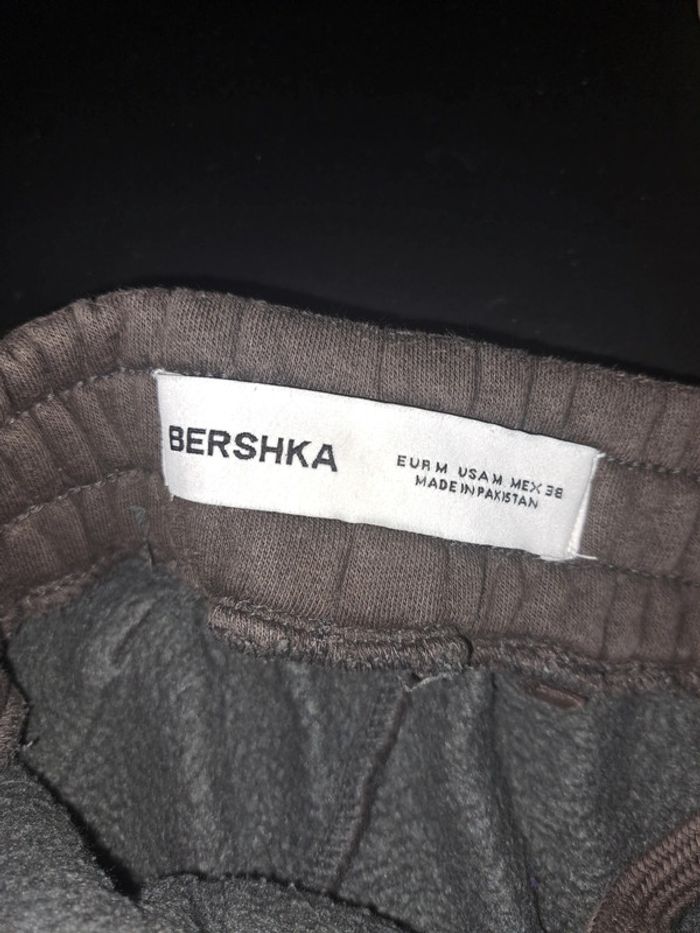 BERSHKA
EUR M USA M MEX 38
MADE IN PAKISTAN